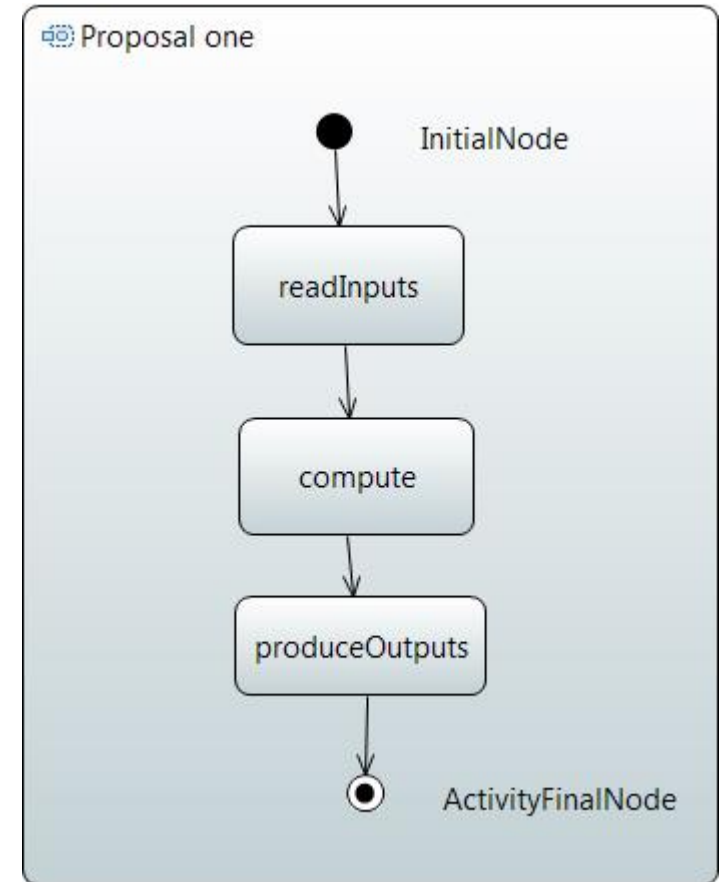 Proposal one
InitialNode
readInputs
compute
produceOutputs
ActivityFinalNode